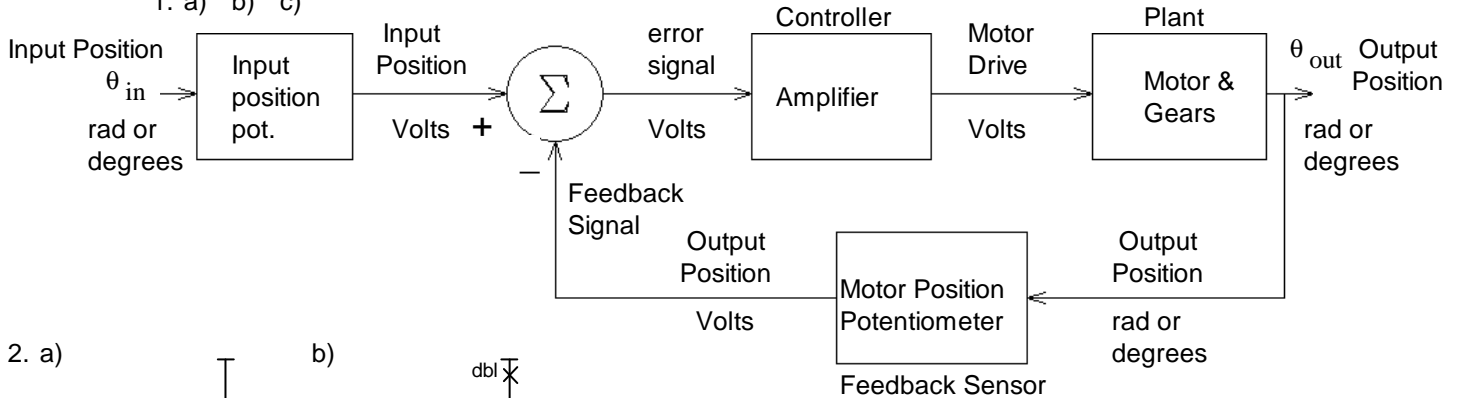 1. a) b) c)
Controller
Plant
Input Position
θ in
rad or
degrees
Input
position
pot.
Input
Position
Volts +
Σ
–
error
signal
Volts
Amplifier
Motor
Drive
Volts
Motor &
Gears
θ out Output
Position
rad or
degrees
Feedback
Signal
Output
Position
Volts
Motor Position
Potentiometer
Feedback Sensor
Output
Position
rad or
degrees
2. a) b)
dbl